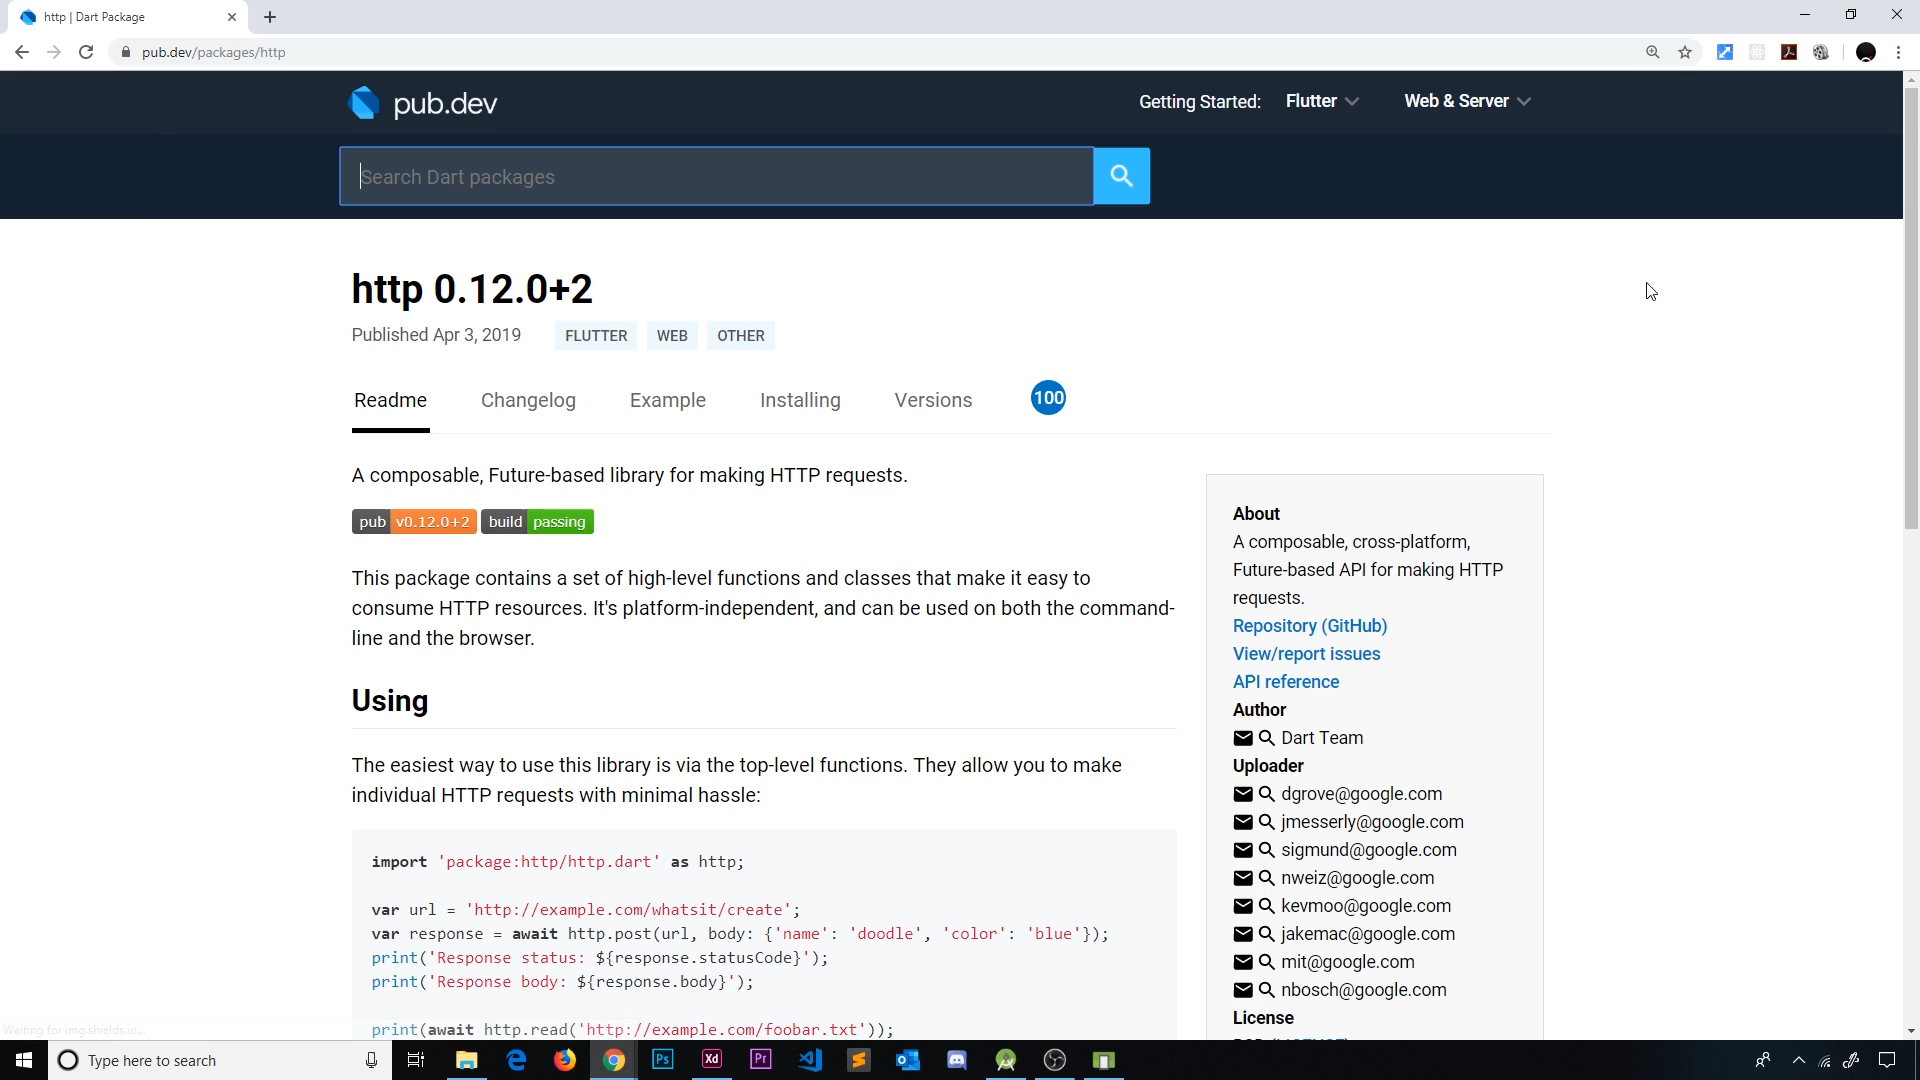 http | Dart Package
pub.dev/packages/http
pub.dev
Getting Started:
Flutter
Web & Server
Search Dart packages
http 0.12.0+2
Published Apr 3, 2019
FLUTTER
WEB
OTHER
Readme
Changelog
Example
Installing
Versions
100
A composable, Future-based library for making HTTP requests.
pub v0.12.0+2
build passing
This package contains a set of high-level functions and classes that make it easy to
consume HTTP resources. It's platform-independent, and can be used on both the command-
line and the browser.
Using
The easiest way to use this library is via the top-level functions. They allow you to make
individual HTTP requests with minimal hassle:
import 'package:http/http.dart' as http;
var url = 'http://example.com/whatsit/create';
var response = await http.post(url, body: {'name': 'doodle', 'color': 'blue'});
print('Response status: ${response.statusCode}');
print('Response body: ${response.body}');
print(await http.read('http://example.com/foobar.txt'));
About
A composable, cross-platform,
Future-based API for making HTTP
requests.
Repository (GitHub)
View/report issues
API reference
Author
Dart Team
Uploader
dgrove@google.com
jmesserly@google.com
sigmund@google.com
nweiz@google.com
kevmoo@google.com
jakemac@google.com
mit@google.com
nbosch@google.com
License
Waiting for img.shields.io...
Type here to search
Ps
Xd
Pr